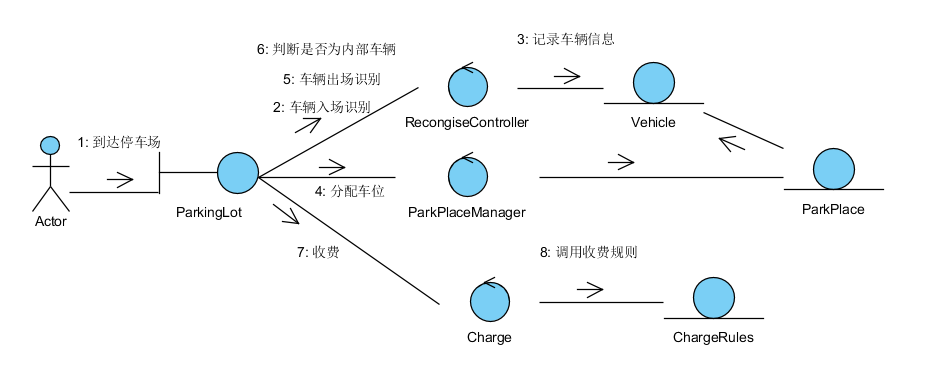 6: 判断是否为内部车辆
3: 记录车辆信息
5: 车辆出场识别
2: 车辆入场识别
RecongiseController
Vehicle
1: 到达停车场
4: 分配车位
Actor
ParkingLot
ParkPlaceManager
ParkPlace
7: 收费
8: 调用收费规则
Charge
ChargeRules